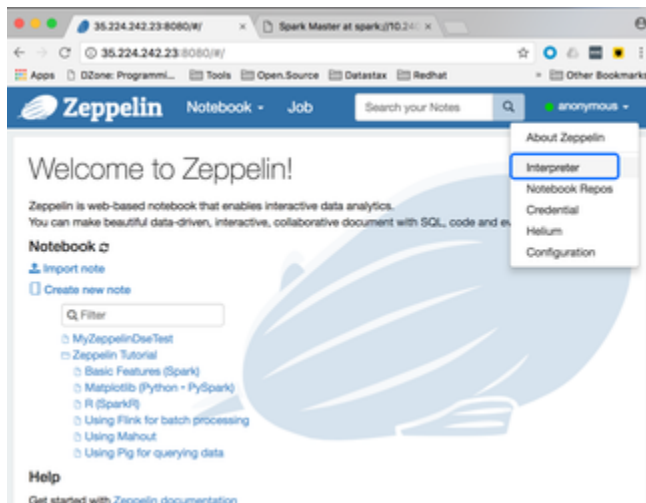 35.224.242.23:8080/#/
Spark Master at spark://10.24
35.224.242.23:8080/#/
Apps
DZone: Programmi...
Tools
Open.Source
Datastax
Redhat
Other Bookmarks
Zeppelin
Notebook
Job
Search your Notes
anonymous
About Zeppelin
Interpreter
Notebook Repos
Credential
Helium
Configuration
Welcome to Zeppelin!
Zeppelin is web-based notebook that enables interactive data analytics.
You can make beautiful data-driven, interactive, collaborative document with SQL, code and
Notebook
Import note
Create new note
Filter
MyZeppelinDseTest
Zeppelin Tutorial
Basic Features (Spark)
Matplotlib (Python • PySpark)
R (SparkR)
Using Flink for batch processing
Using Mahout
Using Pig for querying data
Help
Get started with Zeppelin documentation